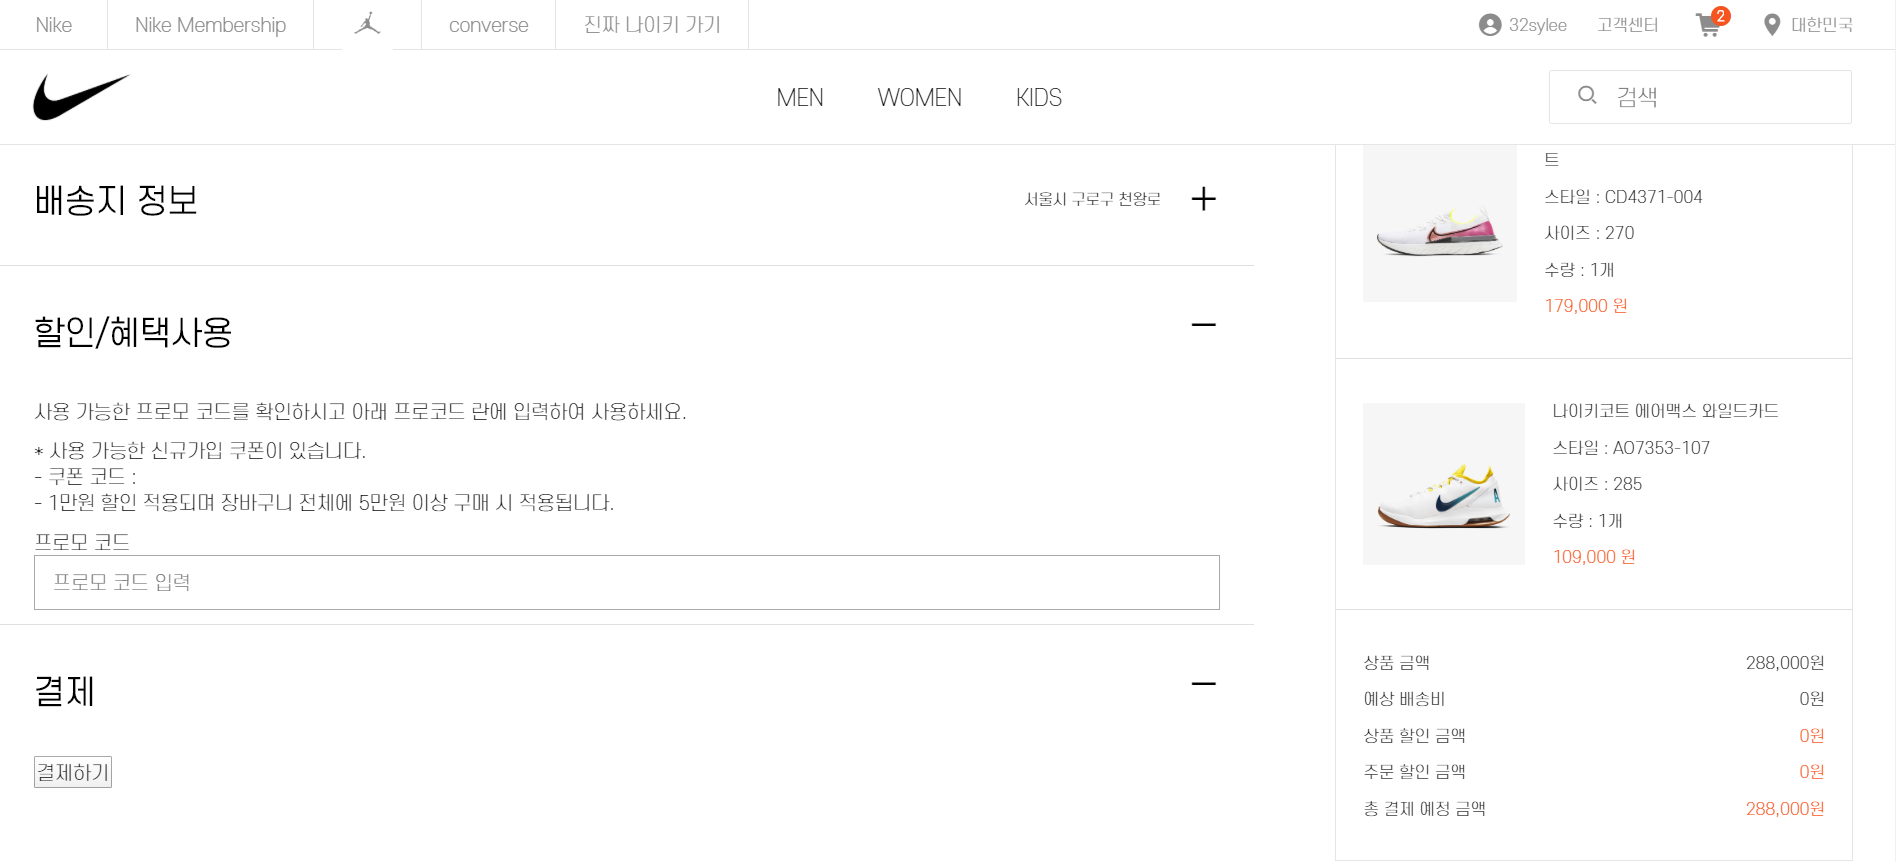 Nike
Nike Membership
converse
진짜 나이키 가기
32sylee
고객센터
2
대한민국
MEN
WOMEN
KIDS
검색
배송지 정보
서울시 구로구 천왕로
할인/혜택사용
사용 가능한 프로모 코드를 확인하시고 아래 프로코드 란에 입력하여 사용하세요.
* 사용 가능한 신규가입 쿠폰이 있습니다.
- 쿠폰 코드 :
- 1만원 할인 적용되며 장바구니 전체에 5만원 이상 구매 시 적용됩니다.
프로모 코드
프로모 코드 입력
결제
결제하기
트
스타일 : CD4371-004
사이즈 : 270
수량 : 1개
179,000 원
나이키코트 에어맥스 와일드카드
스타일 : AO7353-107
사이즈 : 285
수량 : 1개
109,000 원
상품 금액 288,000원
예상 배송비 0원
상품 할인 금액 0원
주문 할인 금액 0원
총 결제 예정 금액 288,000원